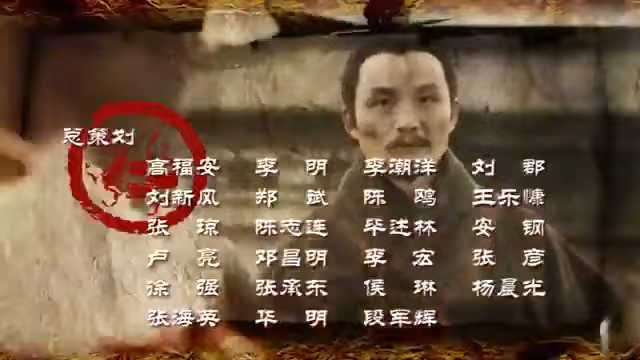 总策划
高福安 李明 李潮洋 刘郡
刘新风 郑斌 陈鸥 王乐慷
张琼 陈志连 毕述林 安钢
卢亮 邓昌明 李宏 张彦
徐强 张承东 侯琳 杨晨光
张海英 华明 段军辉